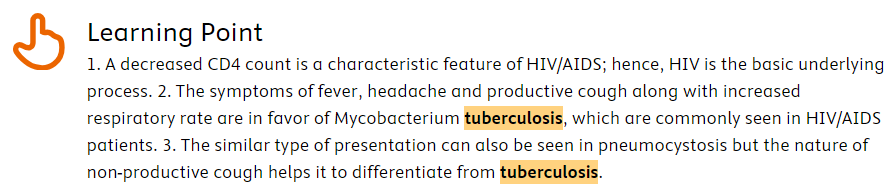 Learning Point
1. A decreased CD4 count is a characteristic feature of HIV/AIDS; hence, HIV is the basic underlying
process. 2. The symptoms of fever, headache and productive cough along with increased
respiratory rate are in favor of Mycobacterium tuberculosis, which are commonly seen in HIV/AIDS
patients. 3. The similar type of presentation can also be seen in pneumocystosis but the nature of
non-productive cough helps it to differentiate from tuberculosis.